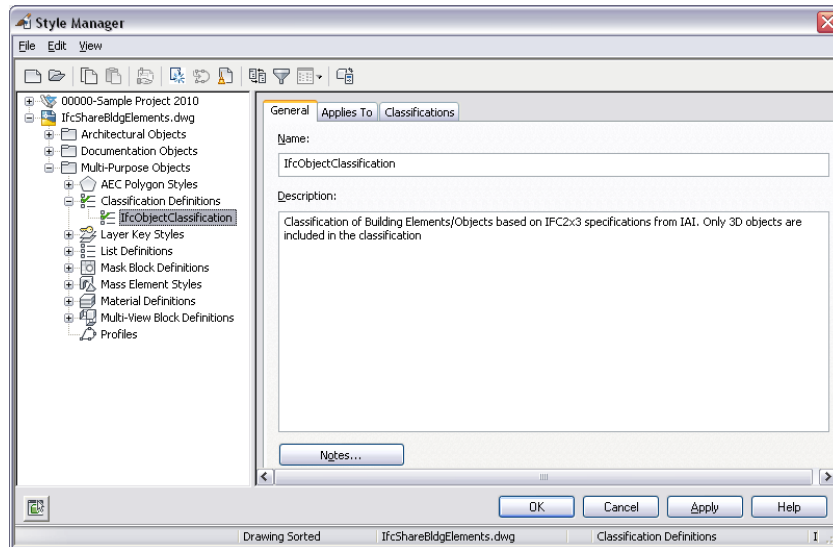 Style Manager
File Edit View
00000-Sample Project 2010
IfcShareBldgElements.dwg
Architectural Objects
Documentation Objects
Multi-Purpose Objects
AEC Polygon Styles
Classification Definitions
IfcObjectClassification
Layer Key Styles
List Definitions
Mask Block Definitions
Mass Element Styles
Material Definitions
Multi-View Block Definitions
Profiles
General Applies To Classifications
Name:
IfcObjectClassification
Description:
Classification of Building Elements/Objects based on IFC2x3 specifications from IAI. Only 3D objects are
included in the classification
Notes...
OK Cancel Apply Help
Drawing Sorted IfcShareBldgElements.dwg Classification Definitions I